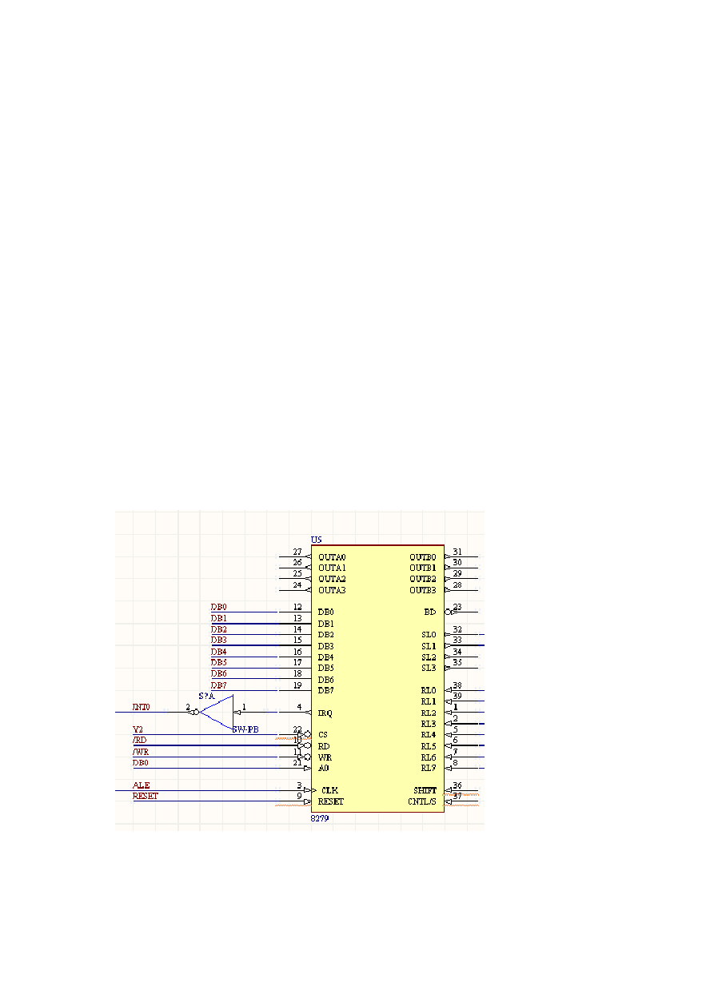 U5
27 OUTA0 OUTB0 31
26 OUTA1 OUTB1 30
25 OUTA2 OUTB2 29
24 OUTA3 OUTB3 28
DB0 12 DB0 BD 23
DB1 13 DB1
DB2 14 DB2 SL0 32
DB3 15 DB3 SL1 33
DB4 16 DB4 SL2 34
DB5 17 DB5 SL3 35
DB6 18 DB6
DB7 19 DB7 RL0 38
S?A RL1 39
/INT0 2 1 4 IRQ RL2 1
SW-PB RL3 2
Y2 22 CS RL4 5
/RD 10 RD RL5 6
/WR 11 WR RL6 7
DB0 21 A0 RL7 8
ALE 3 CLK SHIFT 36
RESET 9 RESET CNTL/S 37
8279